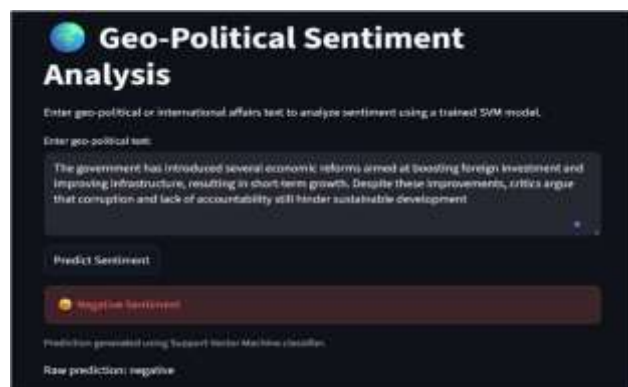 🌍 Geo-Political Sentiment
Analysis
Enter geo-political or international affairs text to analyze sentiment using a trained SVM model.
Enter geo-political text:
The government has introduced several economic reforms aimed at boosting foreign investment and
improving infrastructure, resulting in short-term growth. Despite these improvements, critics argue
that corruption and lack of accountability still hinder sustainable development
Predict Sentiment
Negative Sentiment
Prediction generated using Support Vector Machine classifier.
Raw prediction: negative